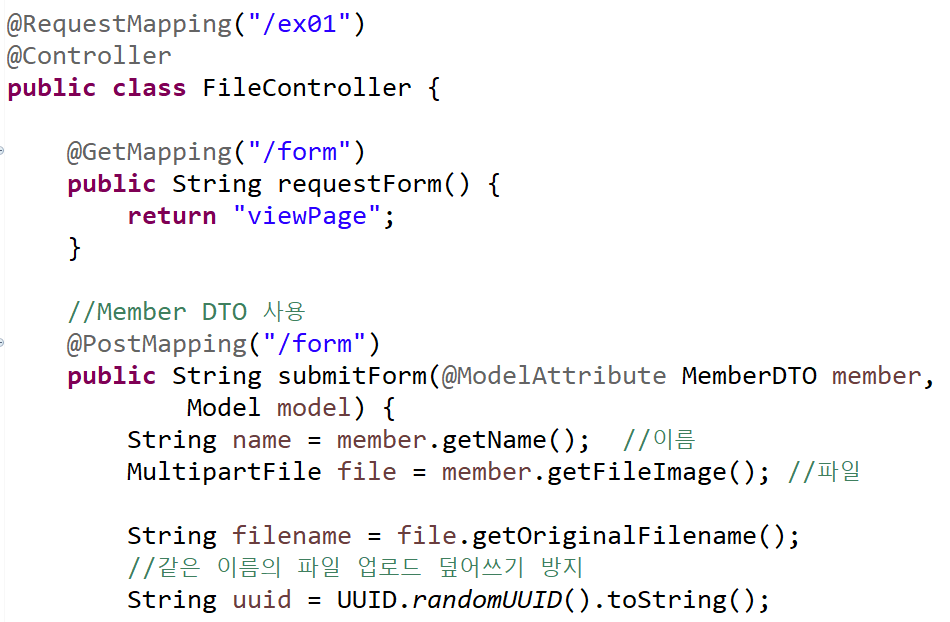 @RequestMapping("/ex01")
@Controller
public class FileController {
@GetMapping("/form")
public String requestForm() {
return "viewPage";
}
//Member DTO 사용
@PostMapping("/form")
public String submitForm(@ModelAttribute MemberDTO member,
Model model) {
String name = member.getName();  //이름
MultipartFile file = member.getFileImage(); //파일
String filename = file.getOriginalFilename();
//같은 이름의 파일 업로드 덮어쓰기 방지
String uuid = UUID.randomUUID().toString();